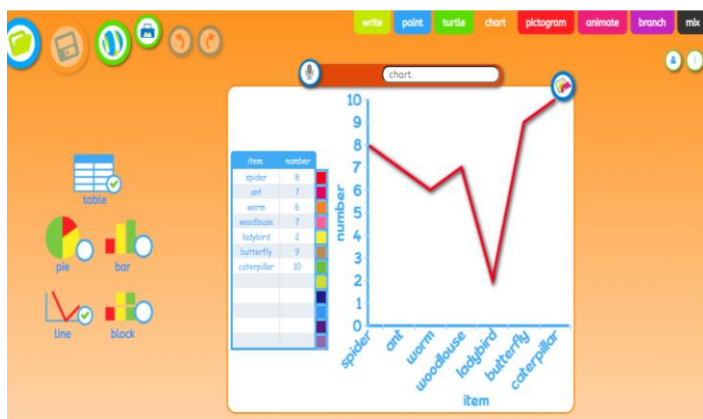 write paint turtle chart pictogram animate branch mix
chart
table
pie bar
line block
item number
spider 8
ant 7
worm 6
woodlouse 7
ladybird 2
butterfly 9
caterpillar 10
number
10
9
8
7
6
5
4
3
2
1
0
spider ant worm woodlouse ladybird butterfly caterpillar
item